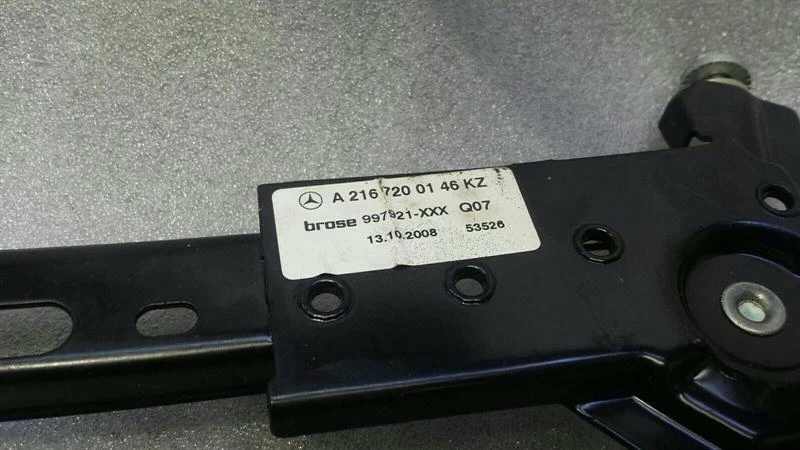 A 216 720 01 46 KZ
brose 997921-XXX Q07
13.10.2008 53526